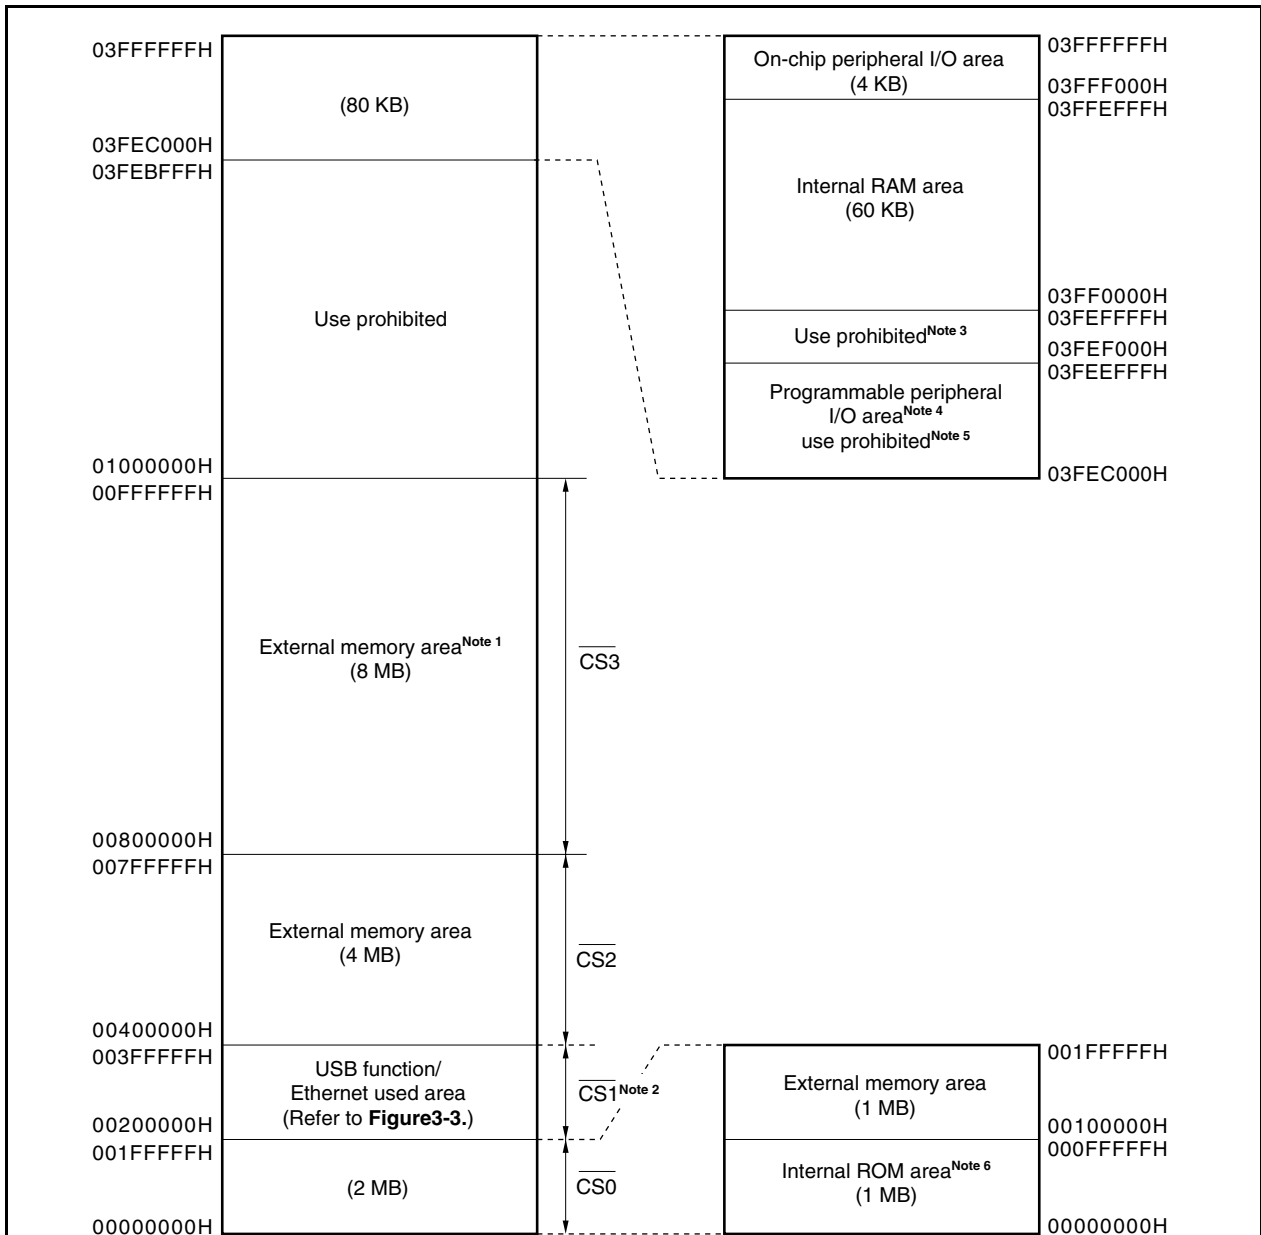 03FFFFFFH
(80 KB)
03FEC000H
03FEBFFFH
Use prohibited
01000000H
00FFFFFFH
External memory areaNote 1
(8 MB)
CS3
00800000H
007FFFFFH
External memory area
(4 MB)
CS2
00400000H
003FFFFFH
USB function/
Ethernet used area
(Refer to Figure3-3.)
CS1Note 2
00200000H
001FFFFFH
(2 MB)
CS0
00000000H
On-chip peripheral I/O area
(4 KB)
03FFFFFFH
03FFF000H
03FFEFFFH
Internal RAM area
(60 KB)
03FF0000H
03FEFFFFH
Use prohibitedNote 3
03FEF000H
03FEEFFFH
Programmable peripheral
I/O areaNote 4
use prohibitedNote 5
03FEC000H
001FFFFFH
External memory area
(1 MB)
00100000H
000FFFFFH
Internal ROM areaNote 6
(1 MB)
00000000H